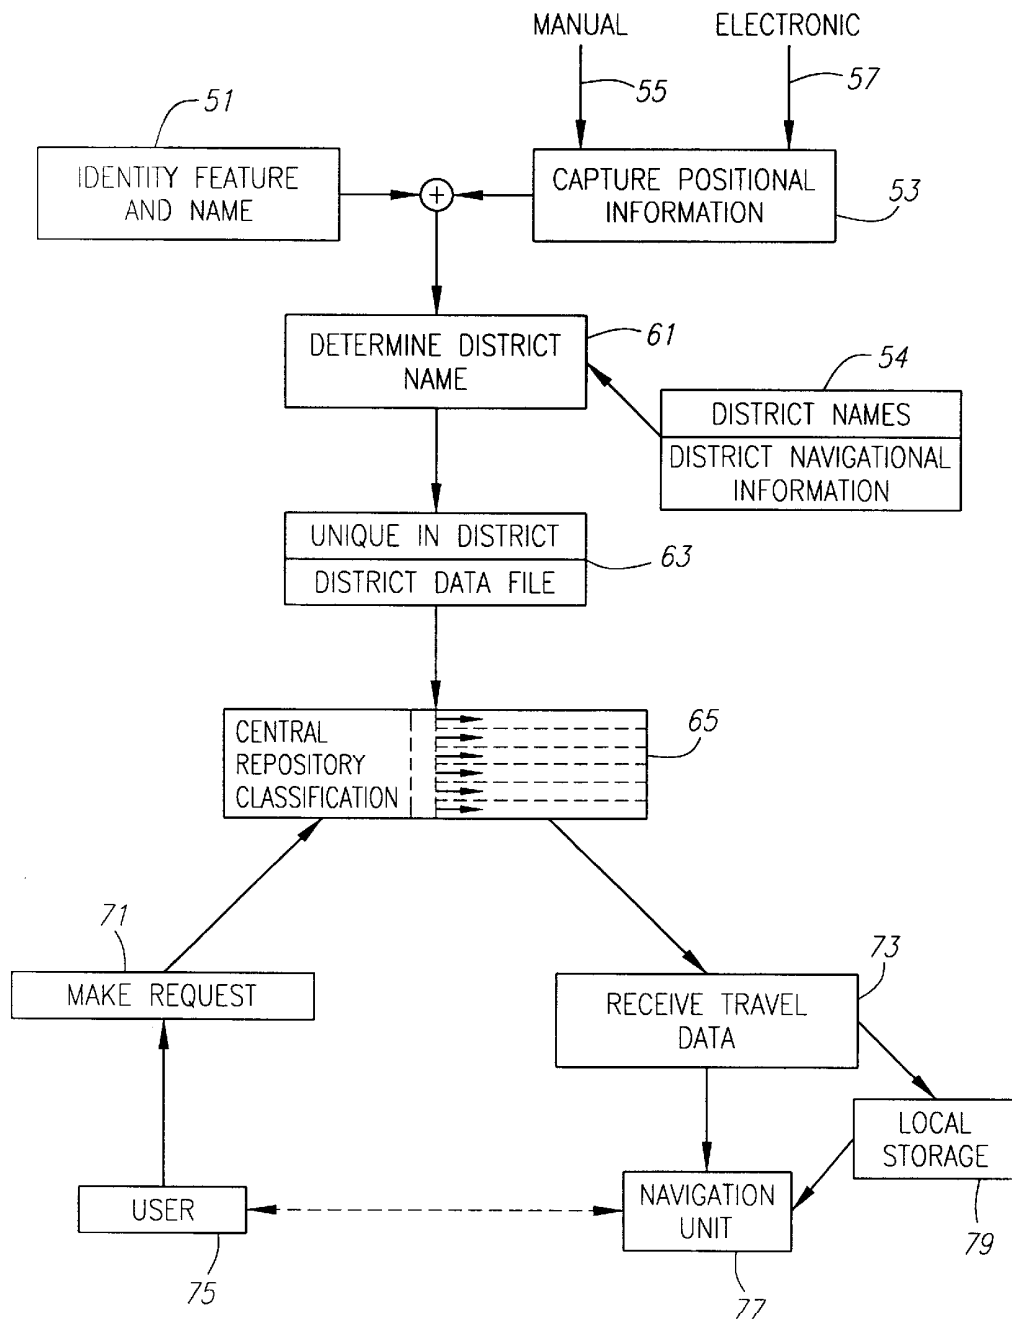 MANUAL
ELECTRONIC
55
57
51
IDENTITY FEATURE
AND NAME
+
CAPTURE POSITIONAL
INFORMATION
53
DETERMINE DISTRICT
NAME
61
54
DISTRICT NAMES
DISTRICT NAVIGATIONAL
INFORMATION
UNIQUE IN DISTRICT
DISTRICT DATA FILE
63
CENTRAL
REPOSITORY
CLASSIFICATION
65
71
MAKE REQUEST
73
RECEIVE TRAVEL
DATA
LOCAL
STORAGE
79
USER
75
NAVIGATION
UNIT
77